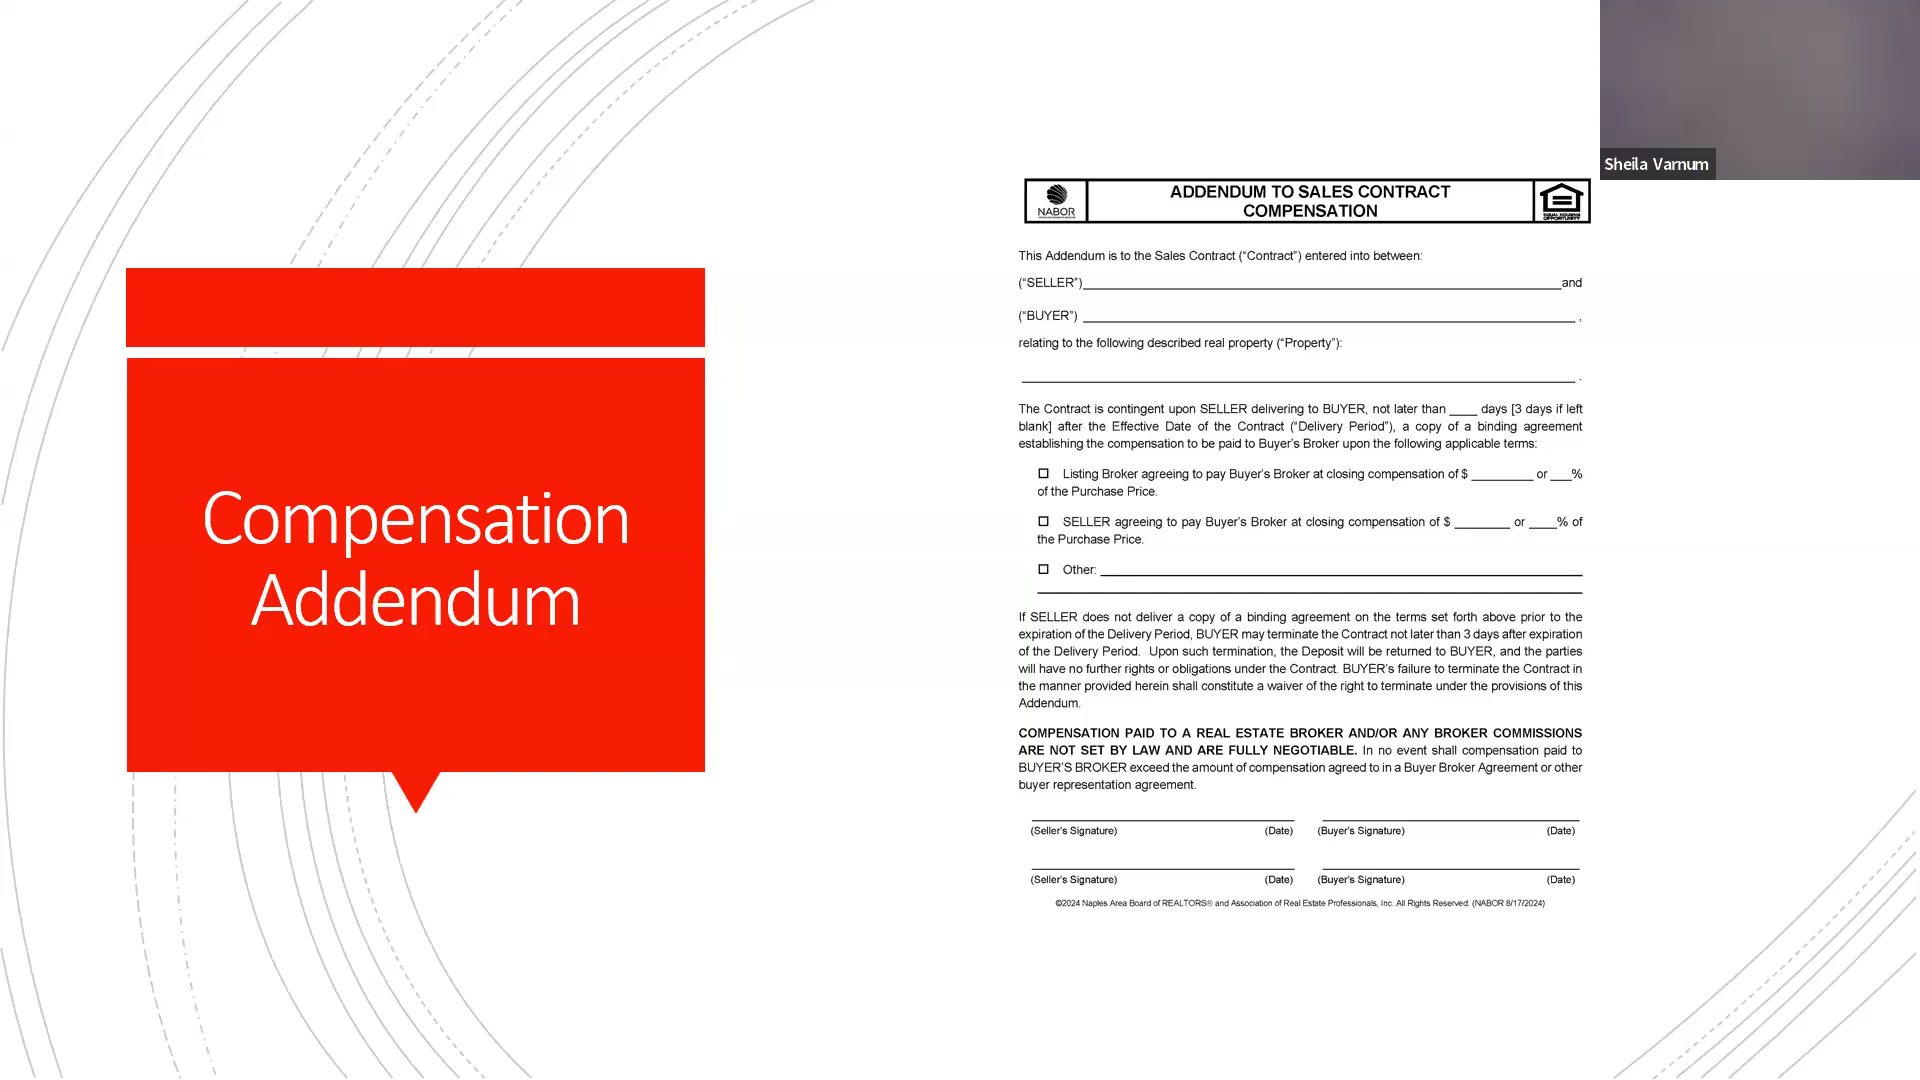 Sheila Varnum
Compensation
Addendum
NABOR
ADDENDUM TO SALES CONTRACT
COMPENSATION
EQUAL HOUSING
OPPORTUNITY
This Addendum is to the Sales Contract (“Contract”) entered into between:
(“SELLER”)____and
(“BUYER”) ____ ,
relating to the following described real property (“Property”):
____ .
The Contract is contingent upon SELLER delivering to BUYER, not later than ____ days [3 days if left
blank] after the Effective Date of the Contract (“Delivery Period”), a copy of a binding agreement
establishing the compensation to be paid to Buyer’s Broker upon the following applicable terms:
☐ Listing Broker agreeing to pay Buyer’s Broker at closing compensation of $ _________ or ___%
of the Purchase Price.
☐ SELLER agreeing to pay Buyer’s Broker at closing compensation of $ ________ or ____% of
the Purchase Price.
☐ Other: ____
If SELLER does not deliver a copy of a binding agreement on the terms set forth above prior to the
expiration of the Delivery Period, BUYER may terminate the Contract not later than 3 days after expiration
of the Delivery Period. Upon such termination, the Deposit will be returned to BUYER, and the parties
will have no further rights or obligations under the Contract. BUYER’s failure to terminate the Contract in
the manner provided herein shall constitute a waiver of the right to terminate under the provisions of this
Addendum.
COMPENSATION PAID TO A REAL ESTATE BROKER AND/OR ANY BROKER COMMISSIONS
ARE NOT SET BY LAW AND ARE FULLY NEGOTIABLE. In no event shall compensation paid to
BUYER’S BROKER exceed the amount of compensation agreed to in a Buyer Broker Agreement or other
buyer representation agreement.
(Seller’s Signature) (Date) (Buyer’s Signature) (Date)
(Seller’s Signature) (Date) (Buyer’s Signature) (Date)
©2024 Naples Area Board of REALTORS® and Association of Real Estate Professionals, Inc. All Rights Reserved. (NABOR 8/17/2024)